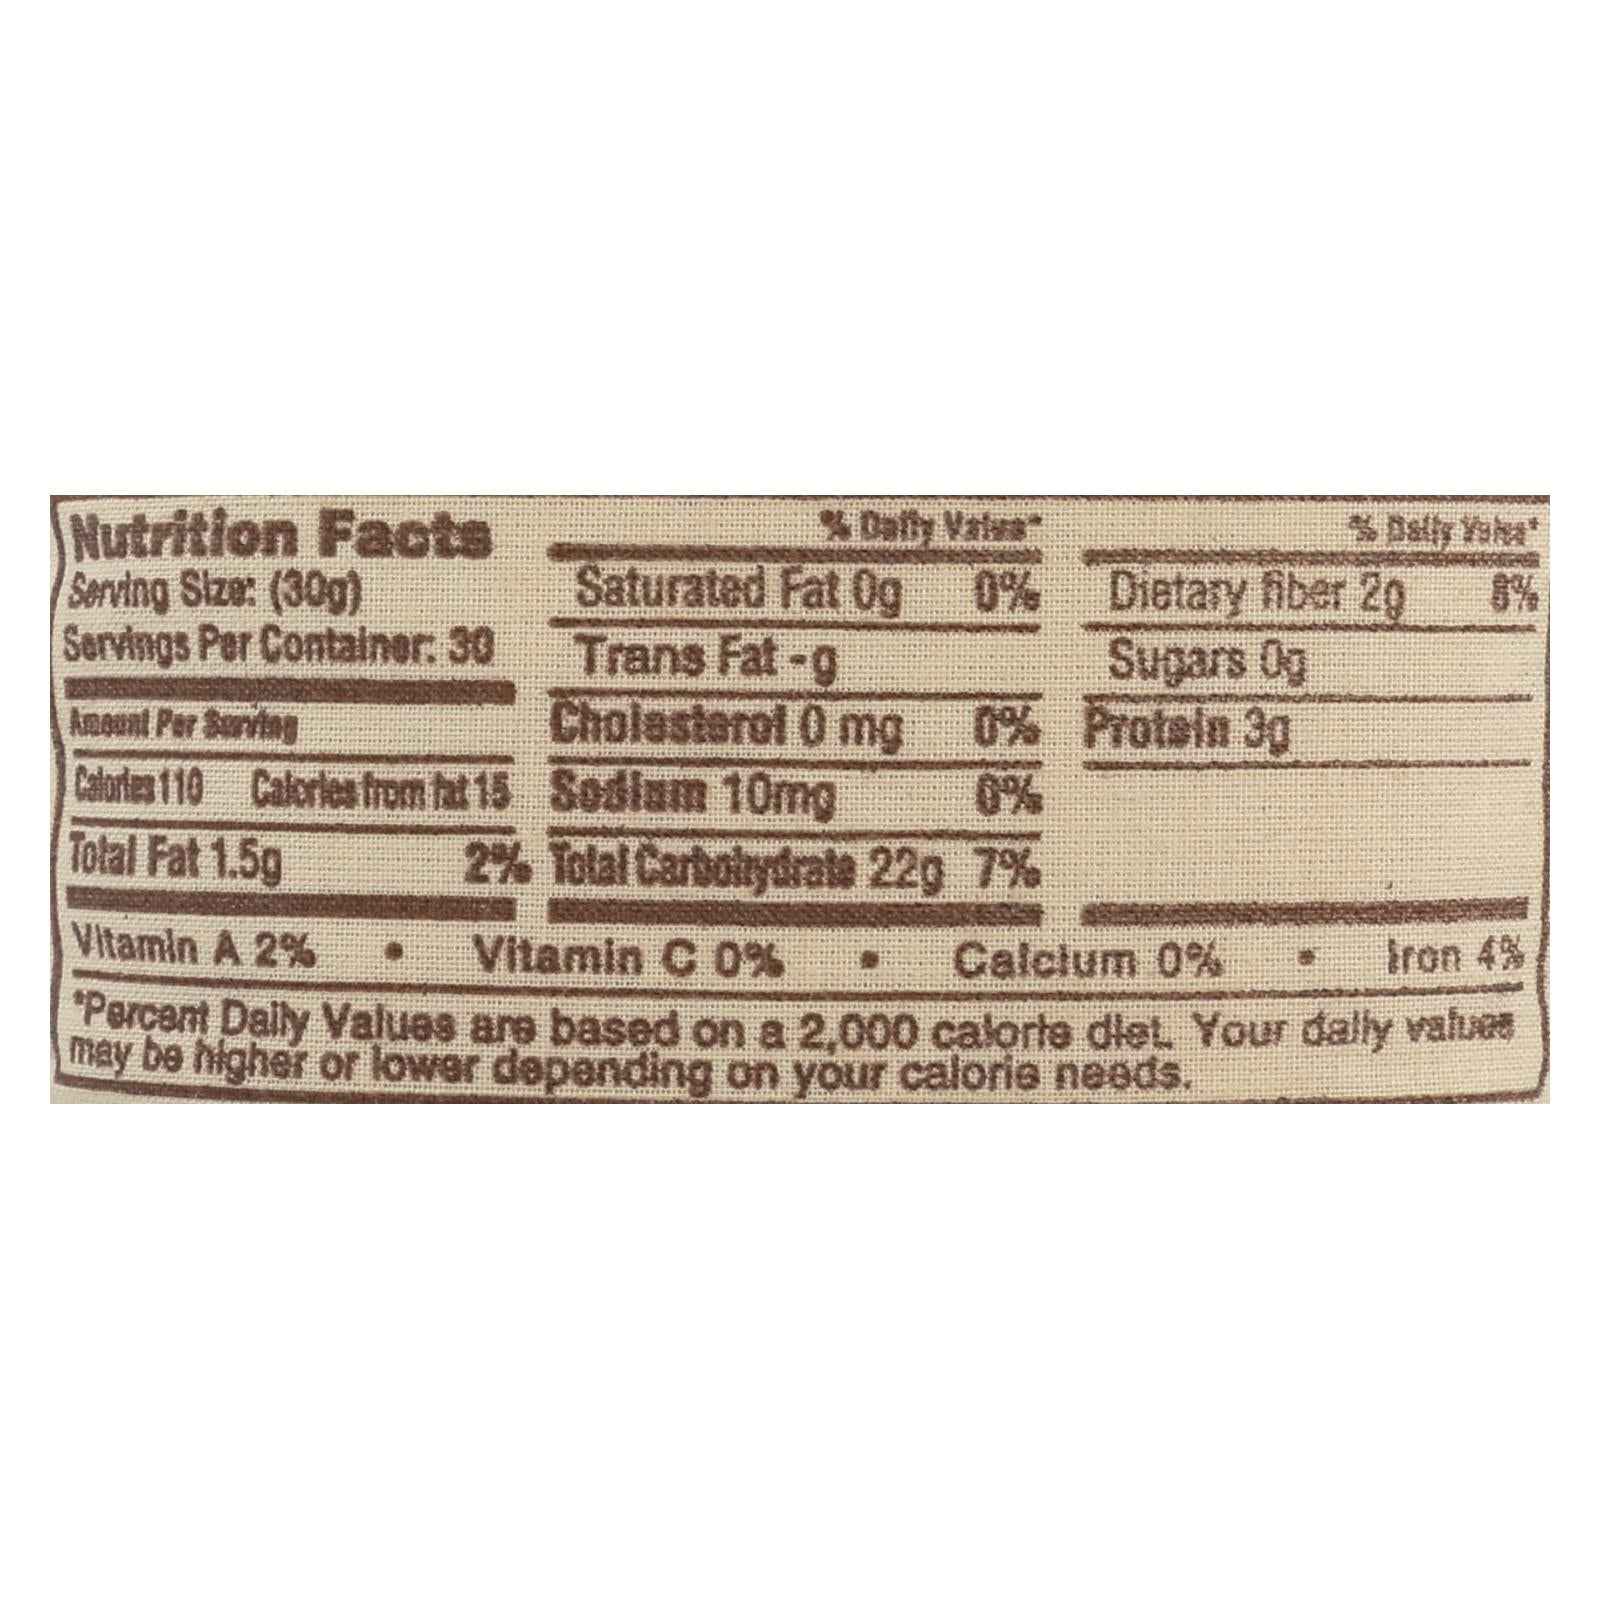 Nutrition Facts
Serving Size: (30g)
Servings Per Container: 30
Amount Per Serving
Calories 110 Calories from fat 15
Total Fat 1.5g 2%
% Daily Value*
Saturated Fat 0g 0%
Trans Fat -g
Cholesterol 0 mg 0%
Sodium 10mg 0%
Total Carbohydrate 22g 7%
% Daily Value*
Dietary fiber 2g 8%
Sugars 0g
Protein 3g
Vitamin A 2% • Vitamin C 0% • Calcium 0% • Iron 4%
*Percent Daily Values are based on a 2,000 calorie diet. Your daily values
may be higher or lower depending on your calorie needs.